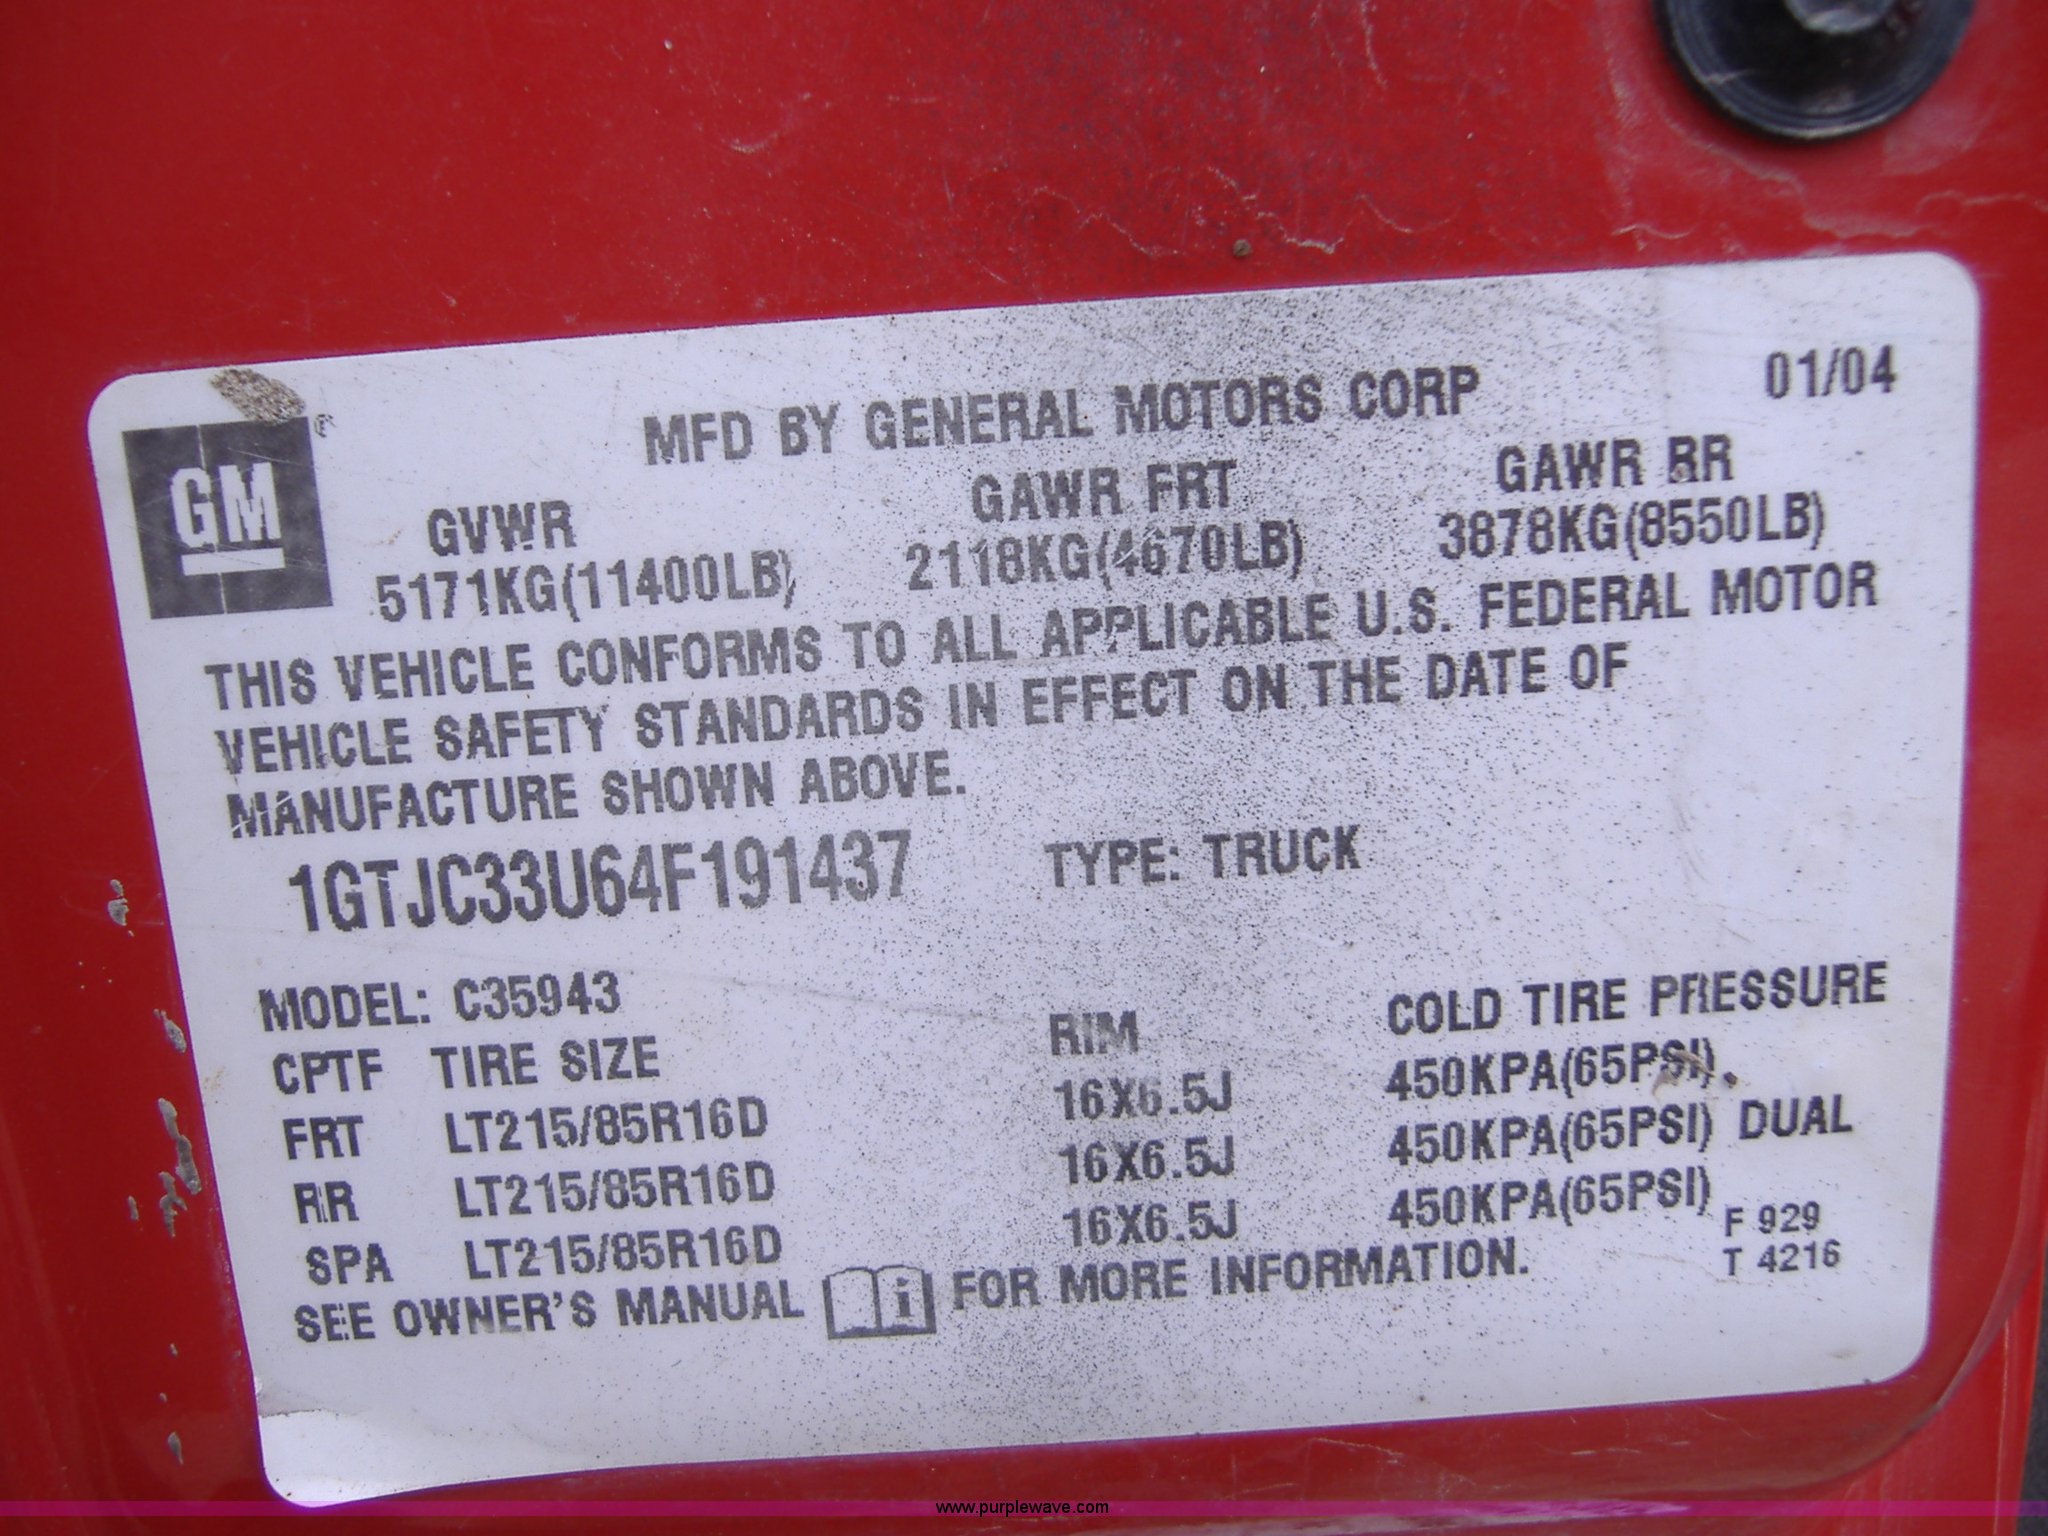 MFD BY GENERAL MOTORS CORP 01/04
GM
GVWR GAWR FRT GAWR RR
5171KG(11400LB) 2118KG(4670LB) 3878KG(8550LB)
THIS VEHICLE CONFORMS TO ALL APPLICABLE U.S. FEDERAL MOTOR
VEHICLE SAFETY STANDARDS IN EFFECT ON THE DATE OF
MANUFACTURE SHOWN ABOVE.
1GTJC33U64F191437 TYPE: TRUCK
MODEL: C35943
CPTF TIRE SIZE RIM COLD TIRE PRESSURE
FRT LT215/85R16D 16X6.5J 450KPA(65PSI)
RR LT215/85R16D 16X6.5J 450KPA(65PSI) DUAL
SPA LT215/85R16D 16X6.5J 450KPA(65PSI)
SEE OWNER'S MANUAL i FOR MORE INFORMATION.
F 929
T 4216
www.purplewave.com